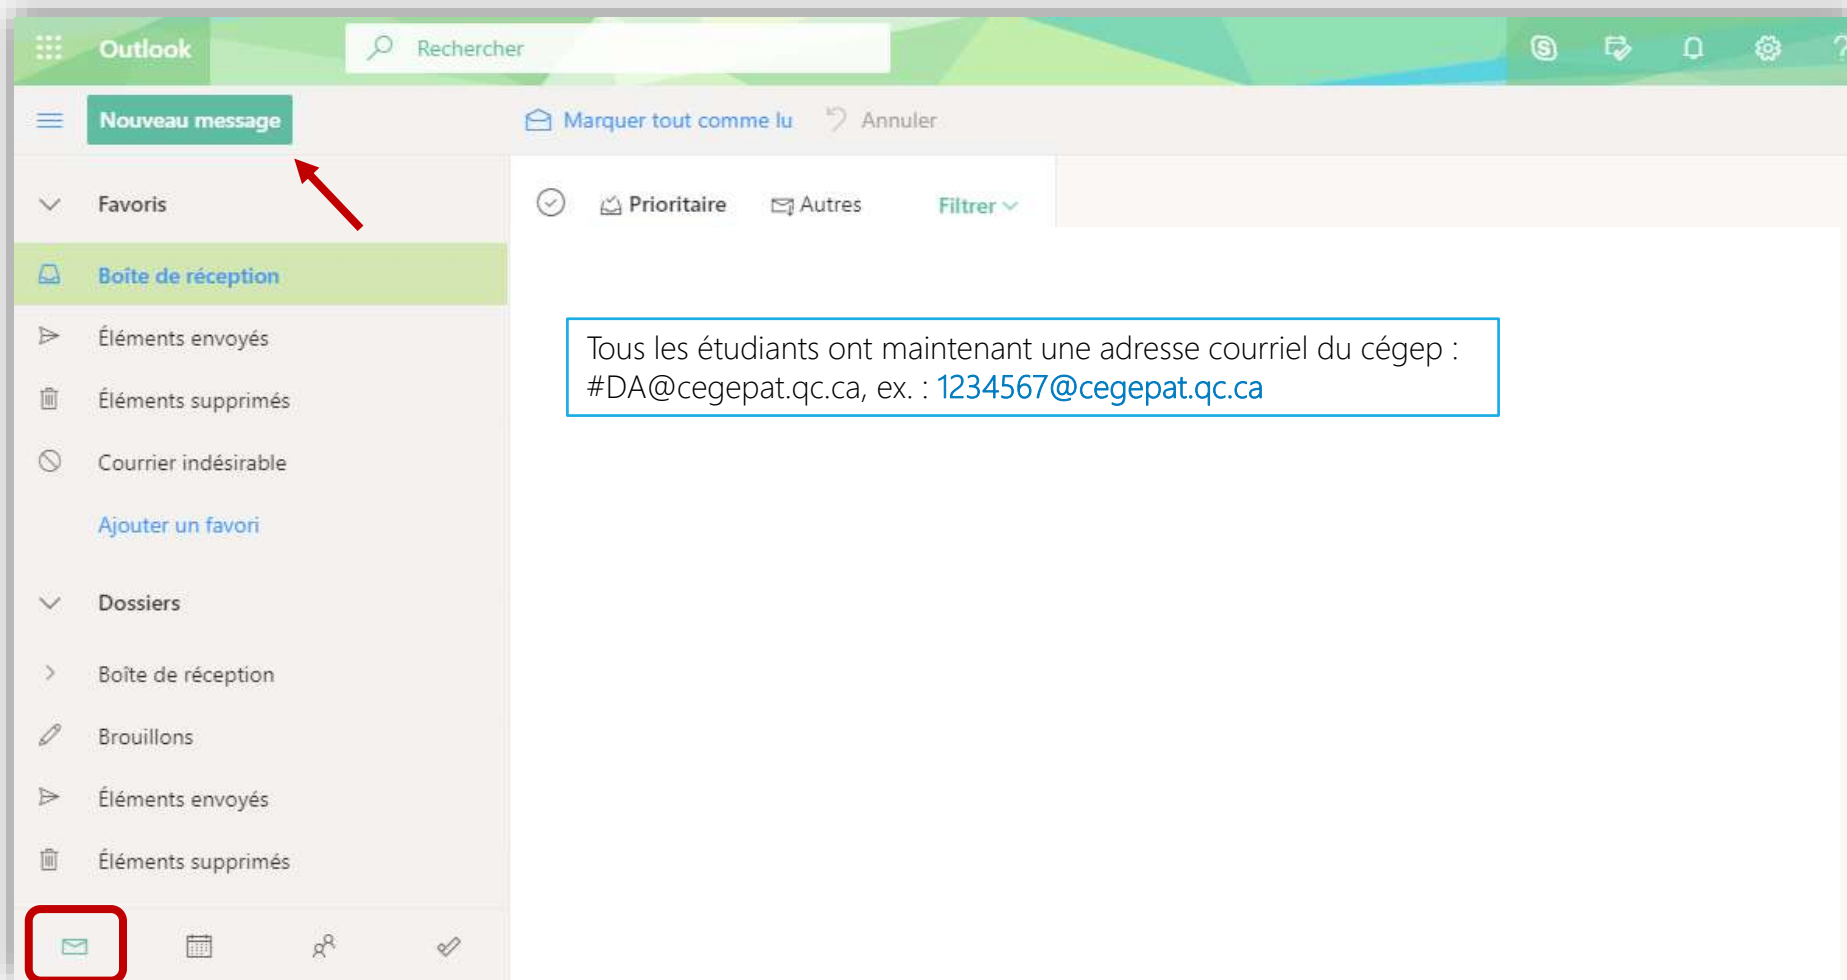 Outlook
Rechercher
?
Nouveau message
Marquer tout comme lu
Annuler
Favoris
Prioritaire
Autres
Filtrer
Boîte de réception
Éléments envoyés
Éléments supprimés
Courrier indésirable
Ajouter un favori
Tous les étudiants ont maintenant une adresse courriel du cégep :
#DA@cegepat.qc.ca, ex. : 1234567@cegepat.qc.ca
Dossiers
Boîte de réception
Brouillons
Éléments envoyés
Éléments supprimés